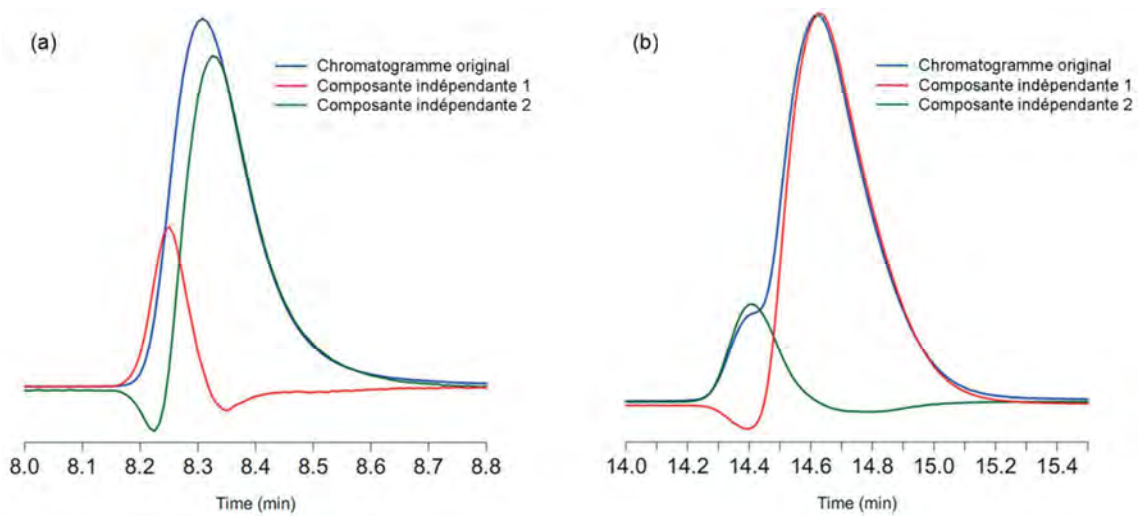 (a)
Chromatogramme original
Composante indépendante 1
Composante indépendante 2
8.0 8.1 8.2 8.3 8.4 8.5 8.6 8.7 8.8
Time (min)
(b)
Chromatogramme original
Composante indépendante 1
Composante indépendante 2
14.0 14.2 14.4 14.6 14.8 15.0 15.2 15.4
Time (min)